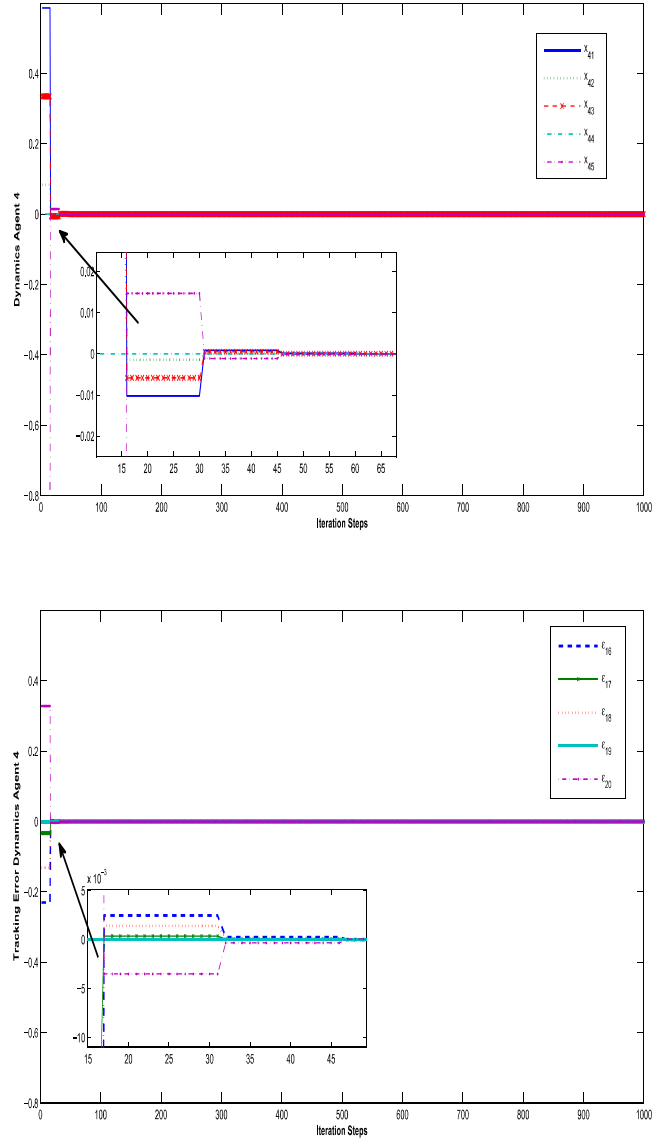 0.4
0.2
0
−0.2
−0.4
0.6
−0.8
Dynamics Agent 4
x41
x42
x43
x44
x45
0.02
0.01
0
−0.01
−0.02
15 20 25 30 35 40 45 50 55 60 65
0 100 200 300 400 500 600 700 800 900 1000
Iteration Steps
0.4
0.2
0
−0.2
−0.4
−0.6
−0.8
Tracking Error Dynamics Agent 4
ε16
ε17
ε18
ε19
ε20
x 10−3
5
0
−5
−10
15 20 25 30 35 40 45
0 100 200 300 400 500 600 700 800 900 1000
Iteration Steps